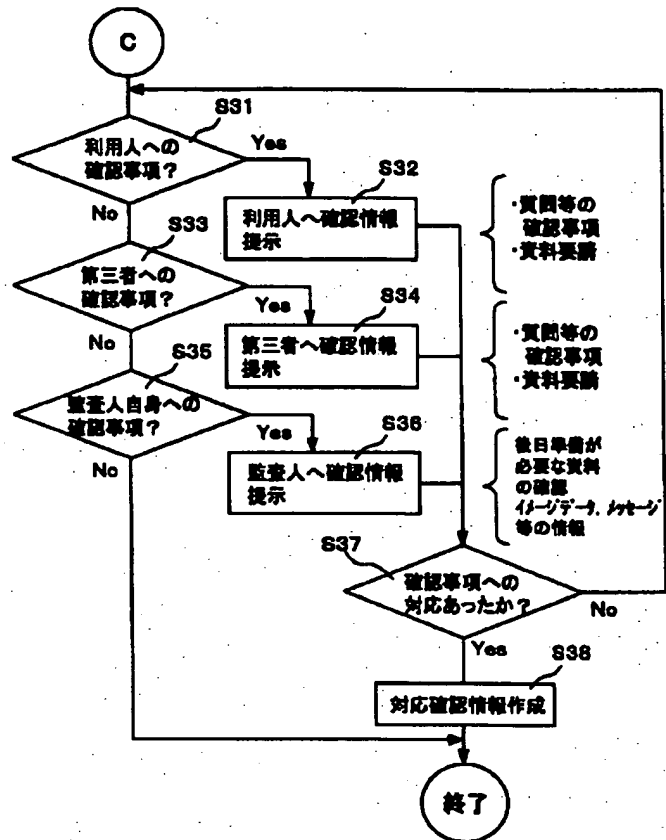 C
S31
利用人への
確認事項?
Yes
No
S32
利用人へ確認情報
提示
・質問等の
確認事項
・資料要請
S33
第三者への
確認事項?
Yes
No
S34
第三者へ確認情報
提示
・質問等の
確認事項
・資料要請
S35
監査人自身への
確認事項?
Yes
No
S36
監査人へ確認情報
提示
後日準備が
必要な資料
の確認
イメージデータ, メッセージ
等の情報
S37
確認事項への
対応あったか?
No
Yes
S38
対応確認情報作成
終了